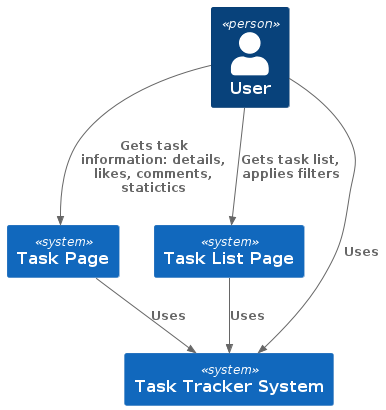 «person»
User
Gets task
information: details,
likes, comments,
statictics
Gets task list,
applies filters
Uses
«system»
Task Page
«system»
Task List Page
Uses
Uses
«system»
Task Tracker System